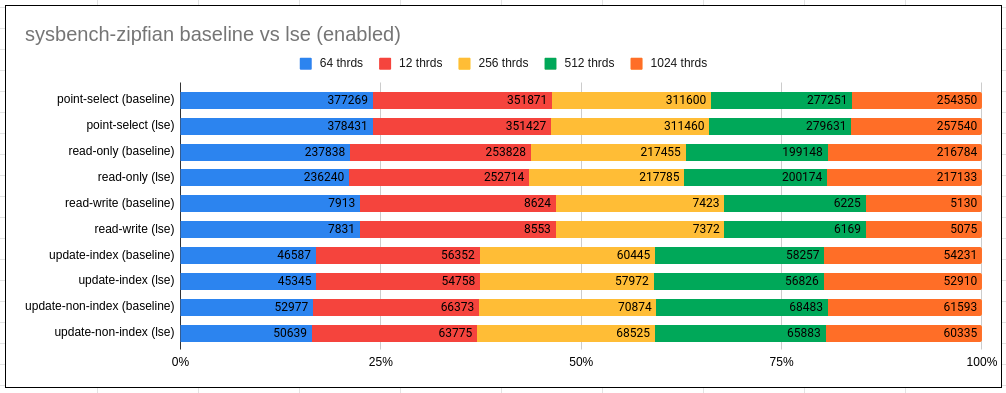 sysbench-zipfian baseline vs lse (enabled)
64 thrds 12 thrds 256 thrds 512 thrds 1024 thrds
point-select (baseline) 377269 351871 311600 277251 254350
point-select (lse) 378431 351427 311460 279631 257540
read-only (baseline) 237838 253828 217455 199148 216784
read-only (lse) 236240 252714 217785 200174 217133
read-write (baseline) 7913 8624 7423 6225 5130
read-write (lse) 7831 8553 7372 6169 5075
update-index (baseline) 46587 56352 60445 58257 54231
update-index (lse) 45345 54758 57972 56826 52910
update-non-index (baseline) 52977 66373 70874 68483 61593
update-non-index (lse) 50639 63775 68525 65883 60335
0% 25% 50% 75% 100%